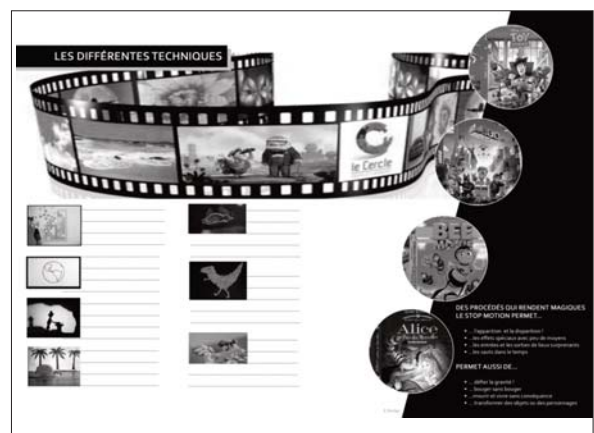 LES DIFFÉRENTES TECHNIQUES
le Cercle
TOY
BEE
Alice
DES PROCÉDÉS QUI RENDENT MAGIQUES
LE STOP MOTION PERMET...
• ... l'apparition et la disparition !
• ... les effets spéciaux avec peu de moyens
• ... les entrées et les sorties de lieux surprenants
• ... les sauts dans le temps
PERMET AUSSI DE...
• ... défier la gravité !
• ... bouger sans bouger
• ...mourir et vivre sans conséquence
• ... transformer des objets ou des personnages